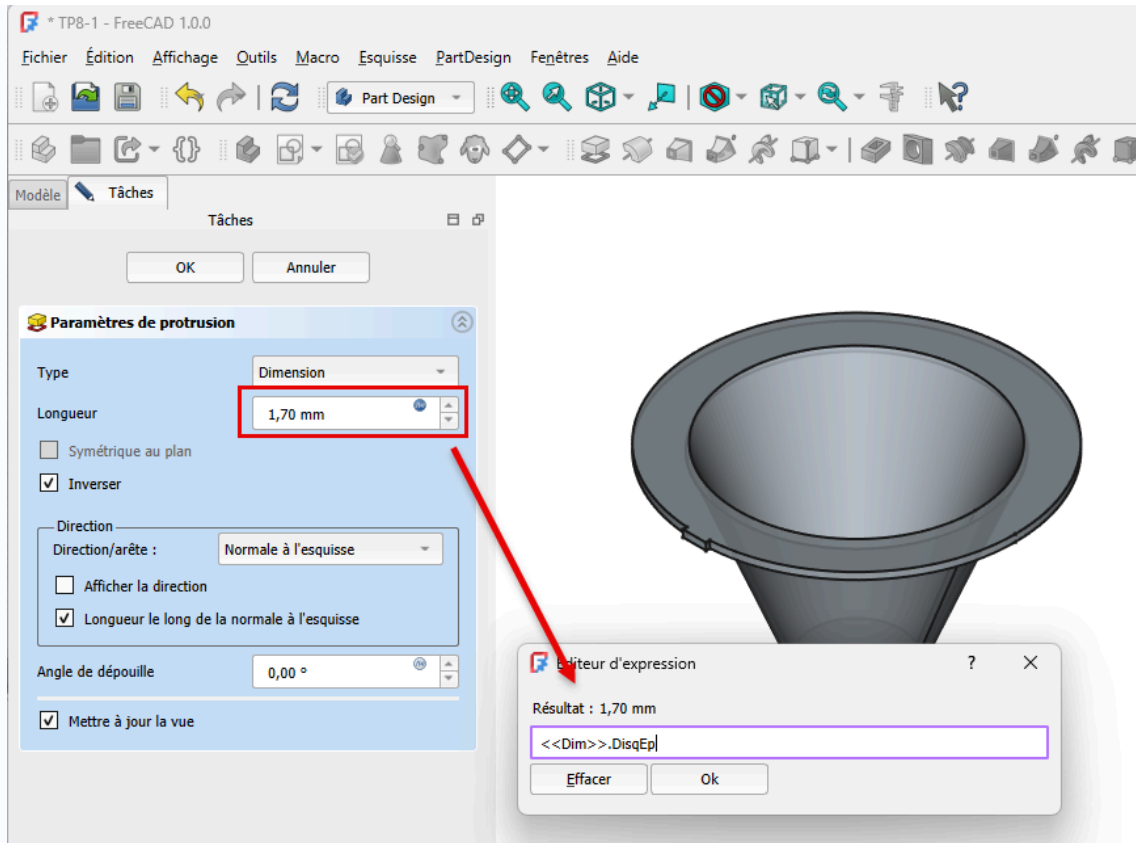 * TP8-1 - FreeCAD 1.0.0
Fichier Édition Affichage Outils Macro Esquisse PartDesign Fenêtres Aide
Part Design
Modèle Tâches
Tâches
OK Annuler
Paramètres de protrusion
Type Dimension
Longueur 1,70 mm
Symétrique au plan
Inverser
Direction
Direction/arête : Normale à l'esquisse
Afficher la direction
Longueur le long de la normale à l'esquisse
Angle de dépouille 0,00 °
Mettre à jour la vue
Éditeur d'expression ?
Résultat : 1,70 mm
<<Dim>>.DisqEp
Effacer Ok